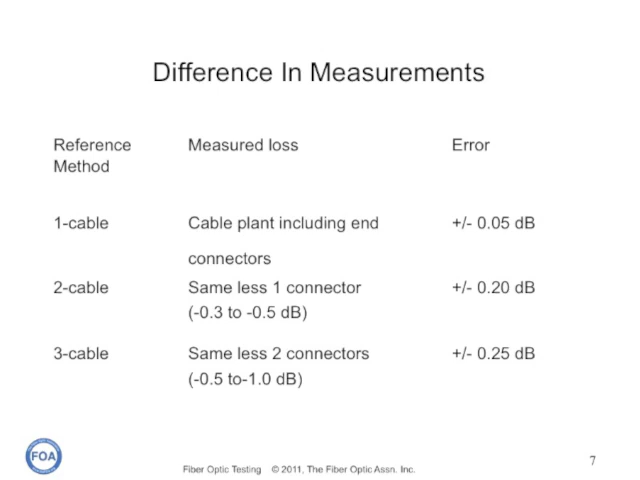 Difference In Measurements
Reference Method
Measured loss
Error
1-cable
Cable plant including end
connectors
+/- 0.05 dB
2-cable
Same less 1 connector
(-0.3 to -0.5 dB)
+/- 0.20 dB
3-cable
Same less 2 connectors
(-0.5 to-1.0 dB)
+/- 0.25 dB
FOA
Fiber Optic Testing © 2011, The Fiber Optic Assn. Inc.
7